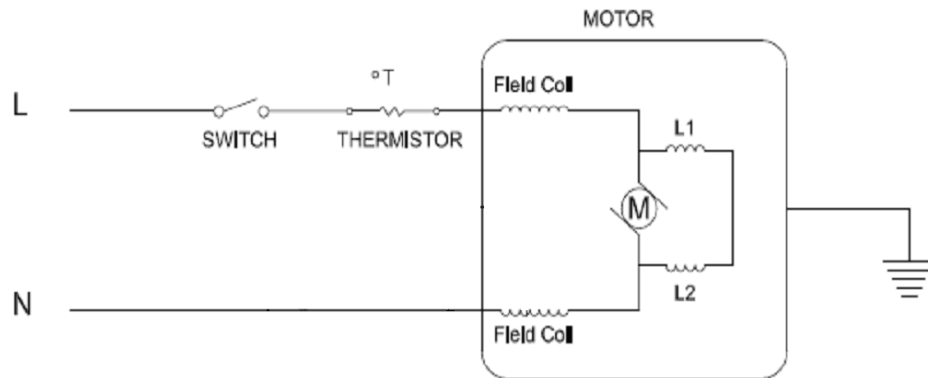 MOTOR
°T
Field Coil
L
SWITCH
THERMISTOR
L1
M
L2
N
Field Coil